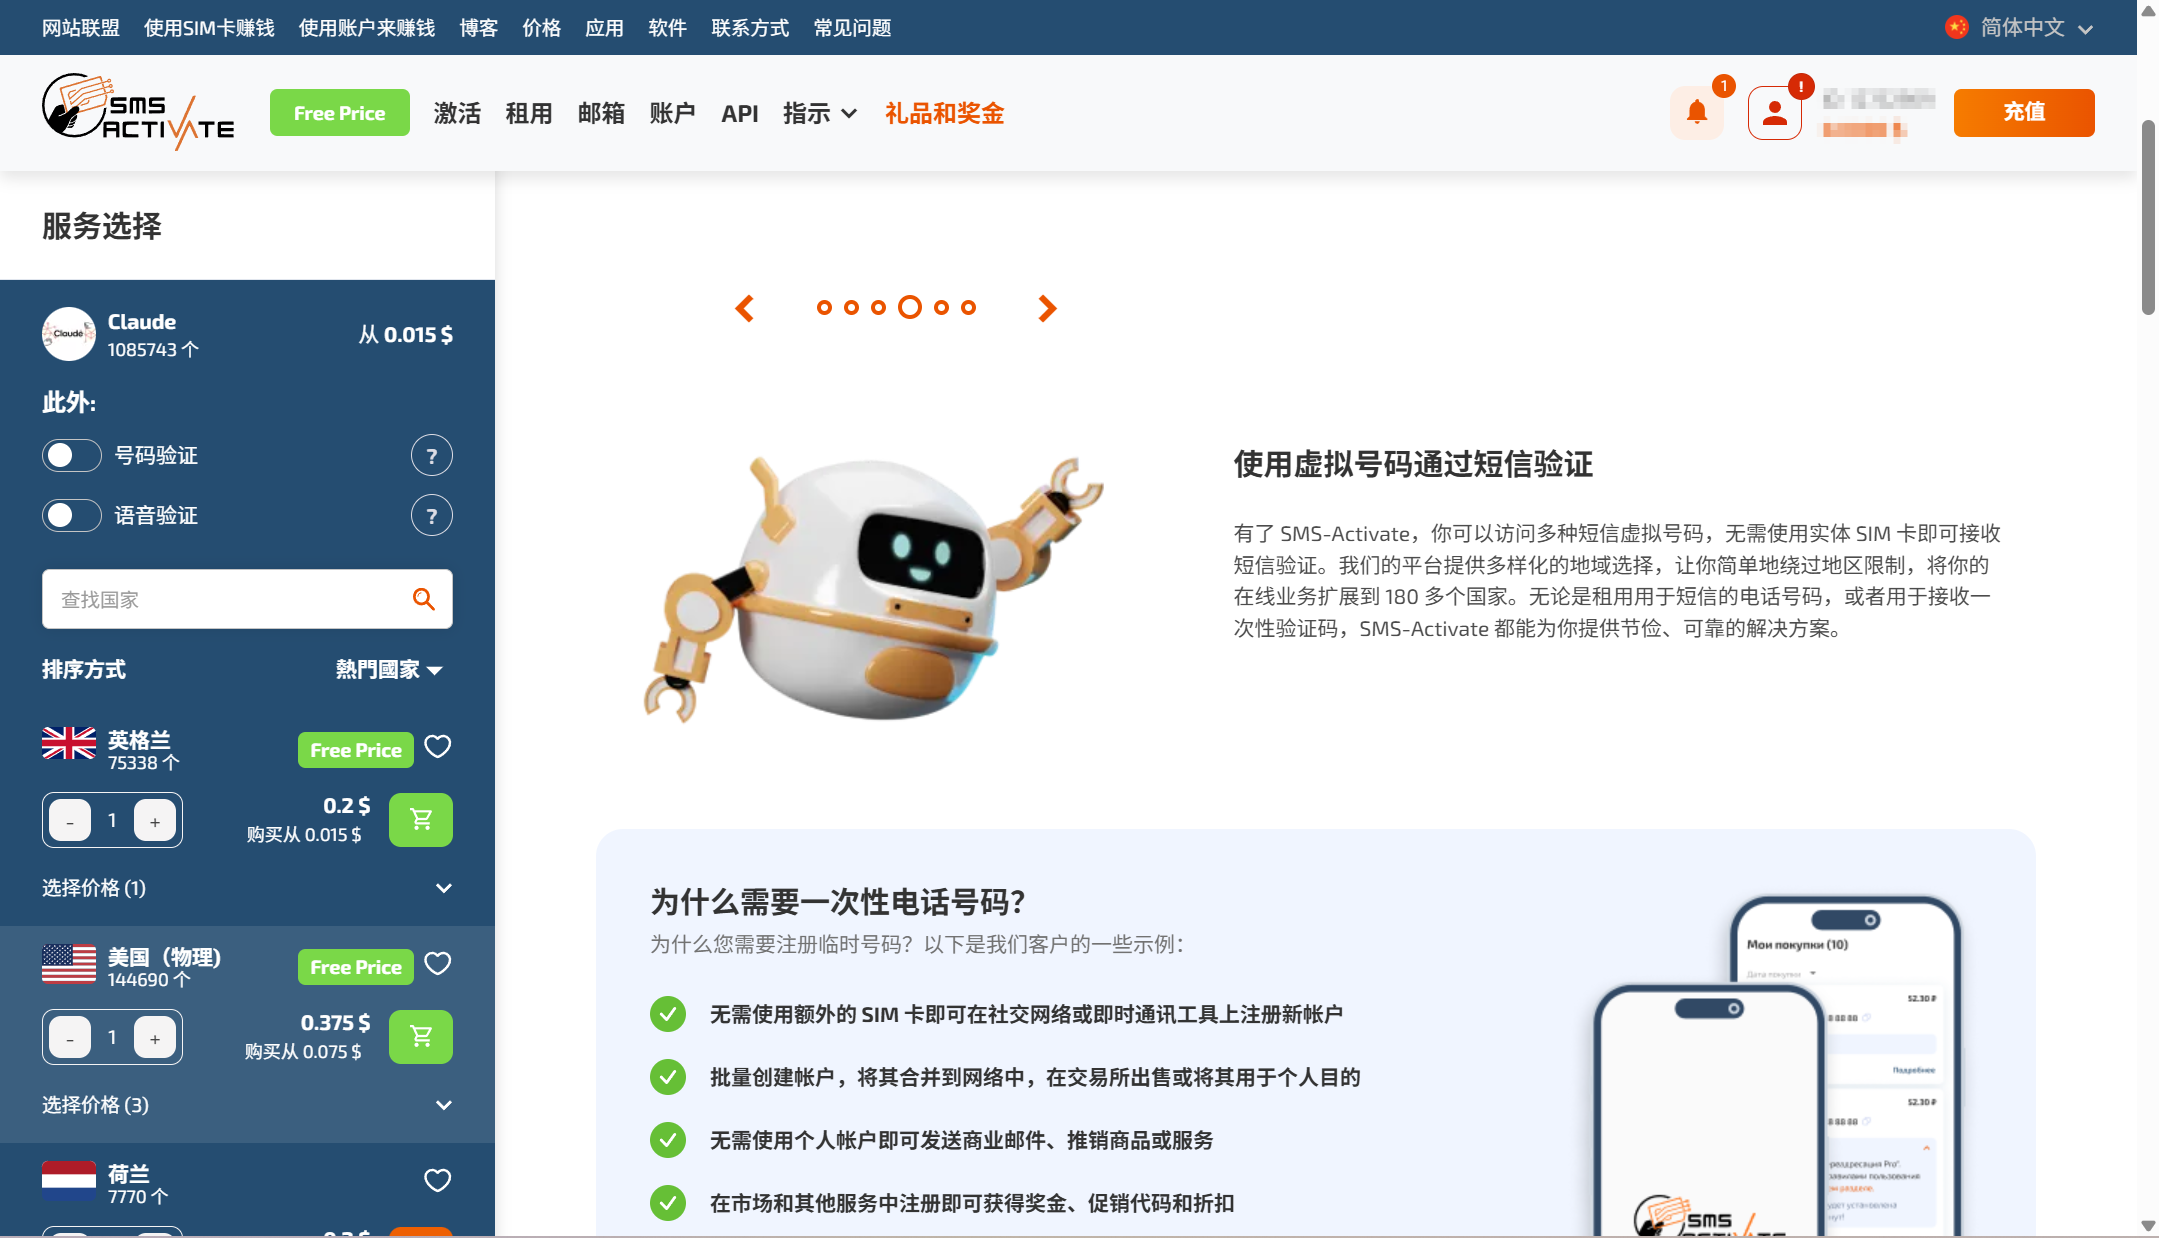 网站联盟 使用SIM卡赚钱 使用账户来赚钱 博客 价格 应用 软件 联系方式 常见问题 简体中文
SMS ACTIVATE
Free Price 激活 租用 邮箱 账户 API 指示 礼品和奖金 1 ! 充值
服务选择
Claude
1085743 个
从 0.015 $
此外:
号码验证 ?
语音验证 ?
查找国家
排序方式 熱門國家
英格兰
75338 个
Free Price
- 1 +
0.2 $
购买从 0.015 $
选择价格 (1)
美国（物理)
144690 个
Free Price
- 1 +
0.375 $
购买从 0.075 $
选择价格 (3)
荷兰
7770 个
使用虚拟号码通过短信验证
有了 SMS-Activate，你可以访问多种短信虚拟号码，无需使用实体 SIM 卡即可接收
短信验证。我们的平台提供多样化的地域选择，让你简单地绕过地区限制，将你的
在线业务扩展到 180 多个国家。无论是租用用于短信的电话号码，或者用于接收一
次性验证码，SMS-Activate 都能为你提供节俭、可靠的解决方案。
为什么需要一次性电话号码？
为什么您需要注册临时号码？以下是我们客户的一些示例：
无需使用额外的 SIM 卡即可在社交网络或即时通讯工具上注册新帐户
批量创建帐户，将其合并到网络中，在交易所出售或将其用于个人目的
无需使用个人帐户即可发送商业邮件、推销商品或服务
在市场和其他服务中注册即可获得奖金、促销代码和折扣
Мои покупки (10)
Дата покупки
52.30 ₽
Подробнее
52.30 ₽
SMS